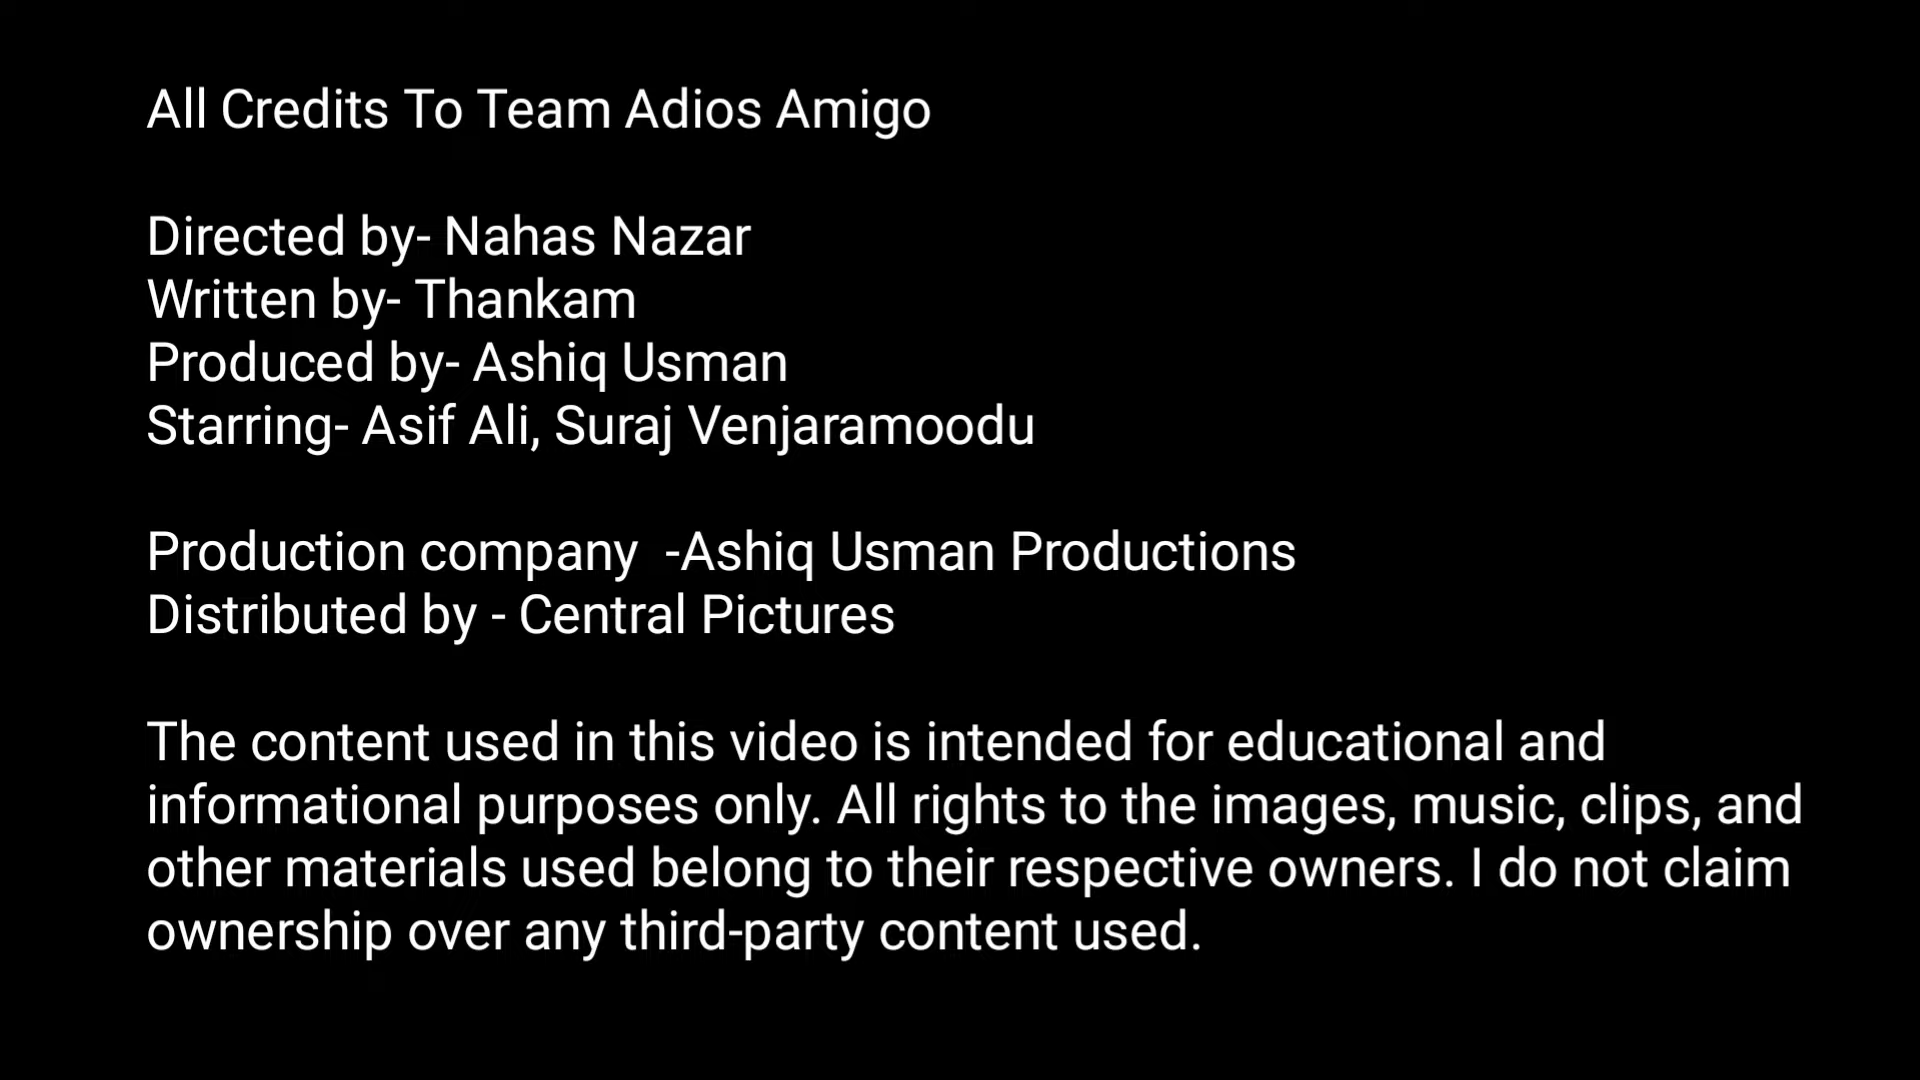 All Credits To Team Adios Amigo
Directed by- Nahas Nazar
Written by- Thankam
Produced by- Ashiq Usman
Starring- Asif Ali, Suraj Venjaramoodu
Production company  -Ashiq Usman Productions
Distributed by - Central Pictures
The content used in this video is intended for educational and
informational purposes only. All rights to the images, music, clips, and
other materials used belong to their respective owners. I do not claim
ownership over any third-party content used.